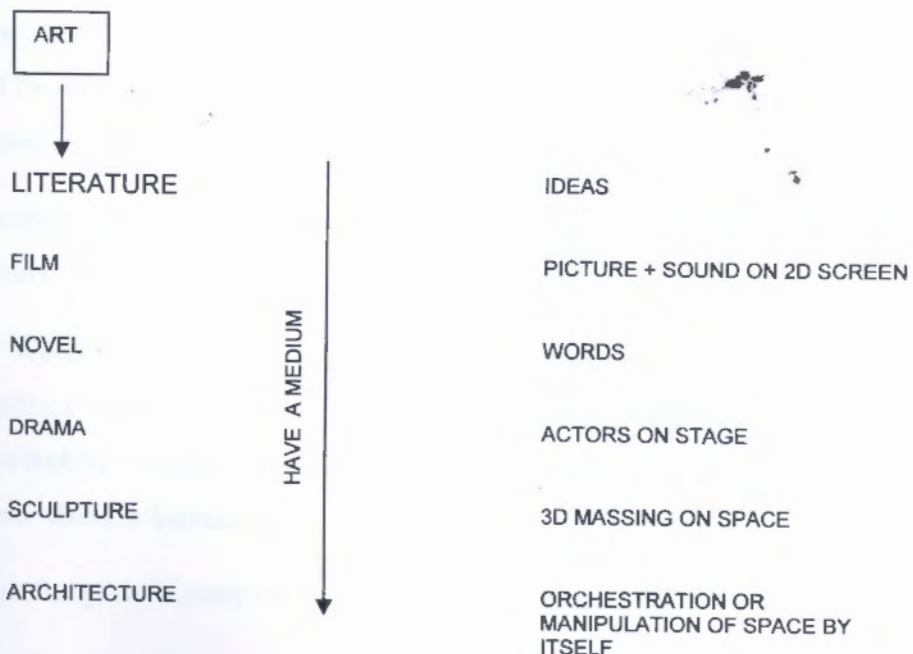 ART
LITERATURE
IDEAS
FILM
PICTURE + SOUND ON 2D SCREEN
HAVE A MEDIUM
NOVEL
WORDS
DRAMA
ACTORS ON STAGE
SCULPTURE
3D MASSING ON SPACE
ARCHITECTURE
ORCHESTRATION OR
MANIPULATION OF SPACE BY
ITSELF